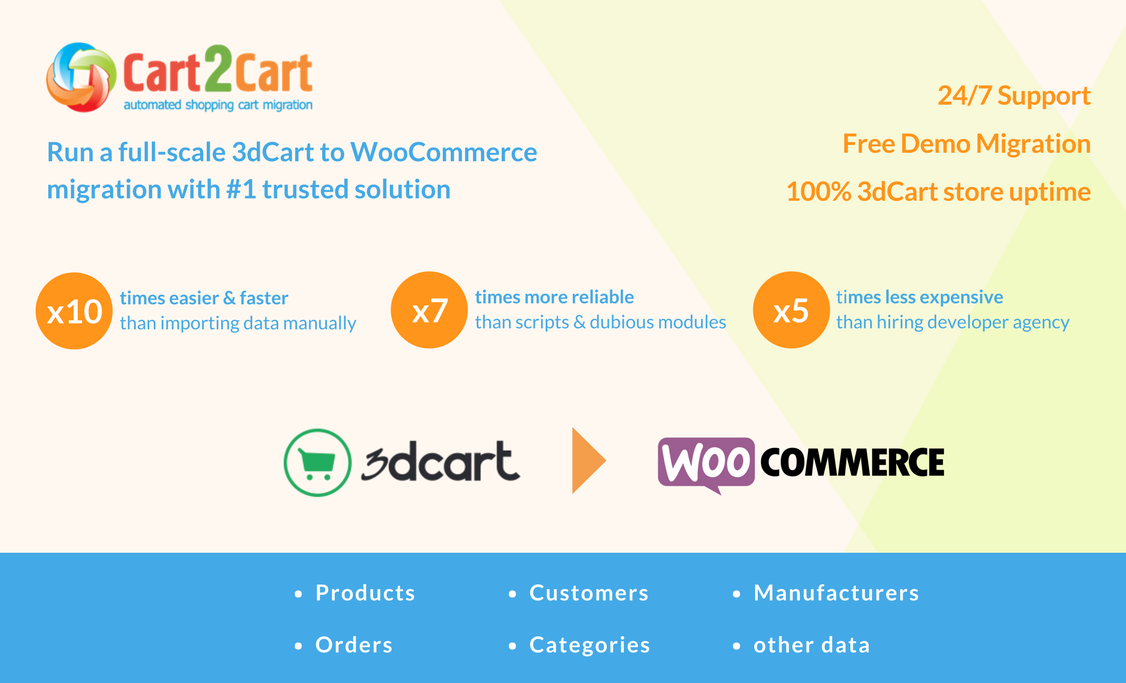 Cart2Cart
automated shopping cart migration
Run a full-scale 3dCart to WooCommerce
migration with #1 trusted solution
24/7 Support
Free Demo Migration
100% 3dCart store uptime
x10
times easier & faster
than importing data manually
x7
times more reliable
than scripts & dubious modules
x5
times less expensive
than hiring developer agency
3dcart
WOO COMMERCE
• Products
• Orders
• Customers
• Categories
• Manufacturers
• other data